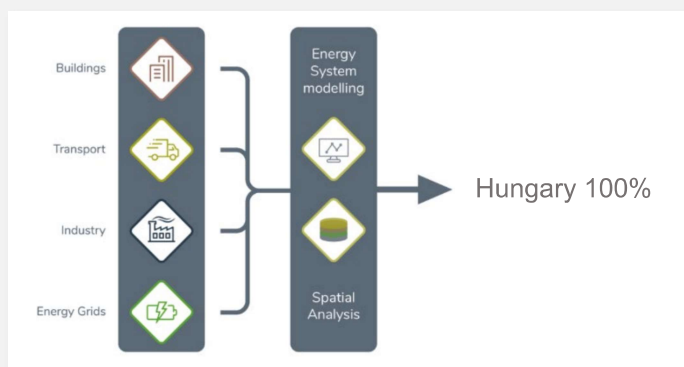 Buildings
Transport
Industry
Energy Grids
Energy
System
modelling
Spatial
Analysis
Hungary 100%